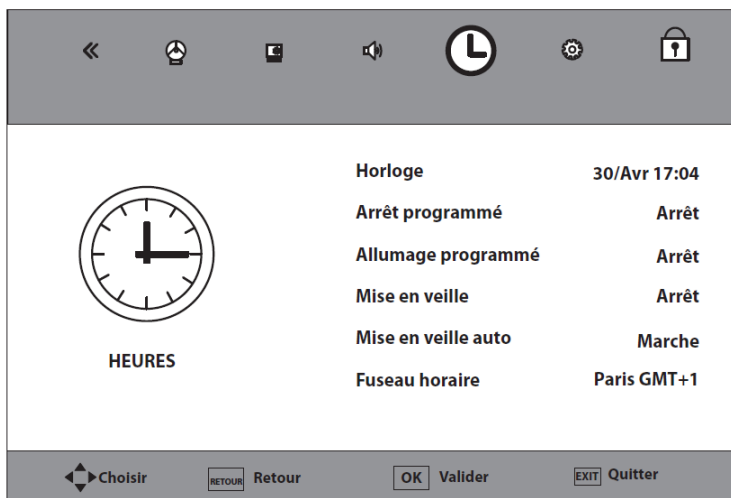 Horloge 30/Avr 17:04
Arrêt programmé Arrêt
Allumage programmé Arrêt
Mise en veille Arrêt
Mise en veille auto Marche
Fuseau horaire Paris GMT+1
HEURES
Choisir RETOUR Retour OK Valider EXIT Quitter